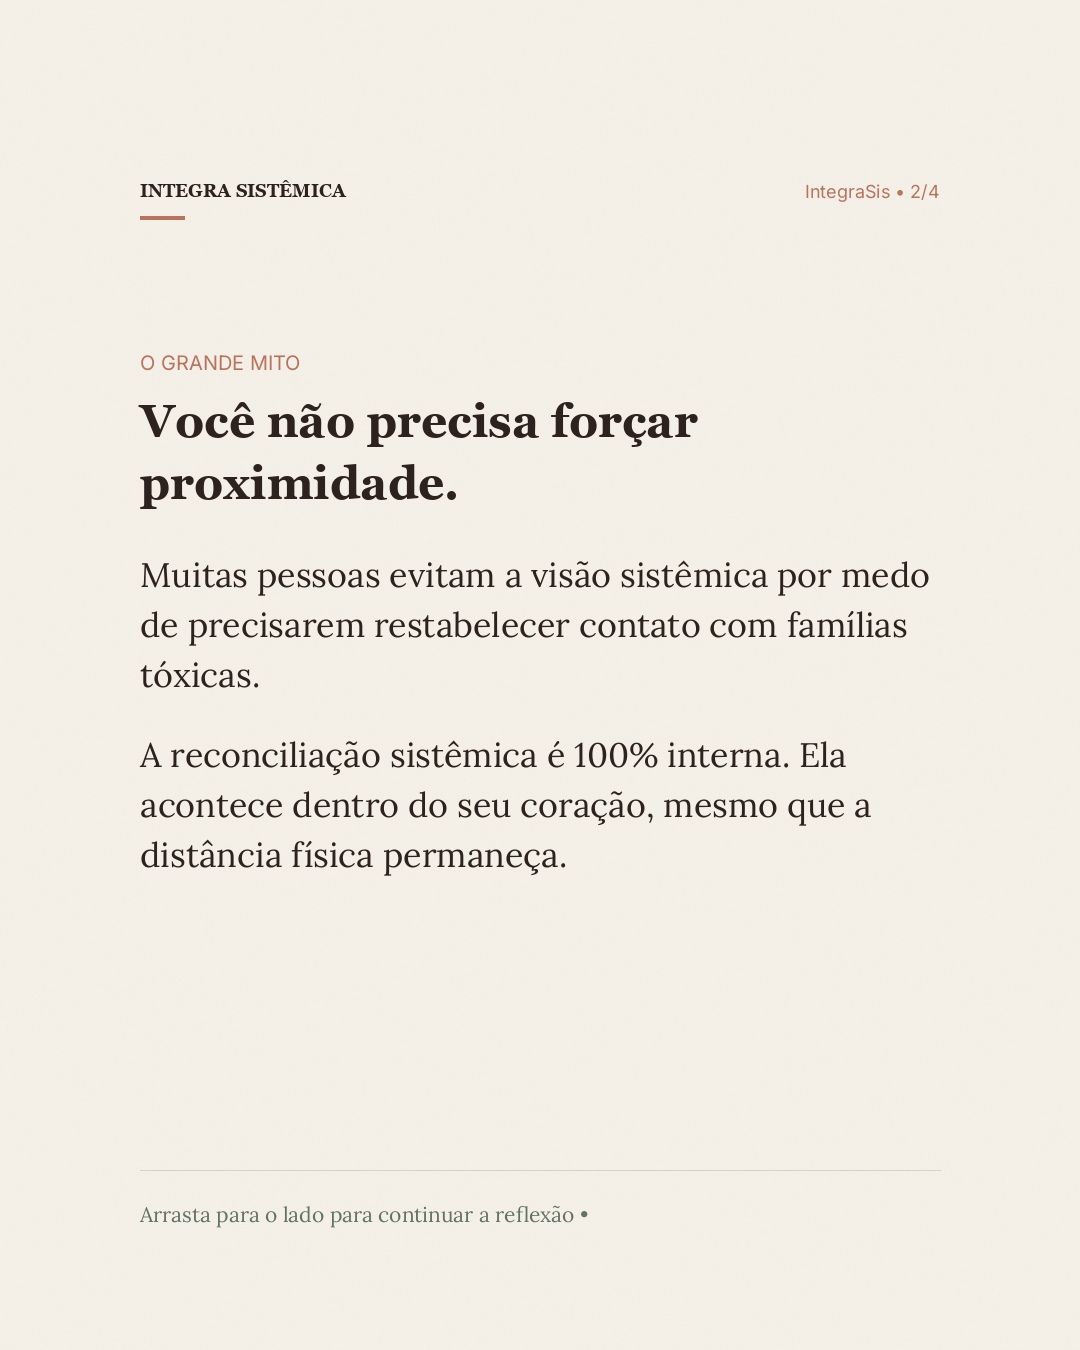 INTEGRA SISTÊMICA
IntegraSis • 2/4
O GRANDE MITO
Você não precisa forçar
proximidade.
Muitas pessoas evitam a visão sistêmica por medo
de precisarem restabelecer contato com famílias
tóxicas.
A reconciliação sistêmica é 100% interna. Ela
acontece dentro do seu coração, mesmo que a
distância física permaneça.
Arrasta para o lado para continuar a reflexão •